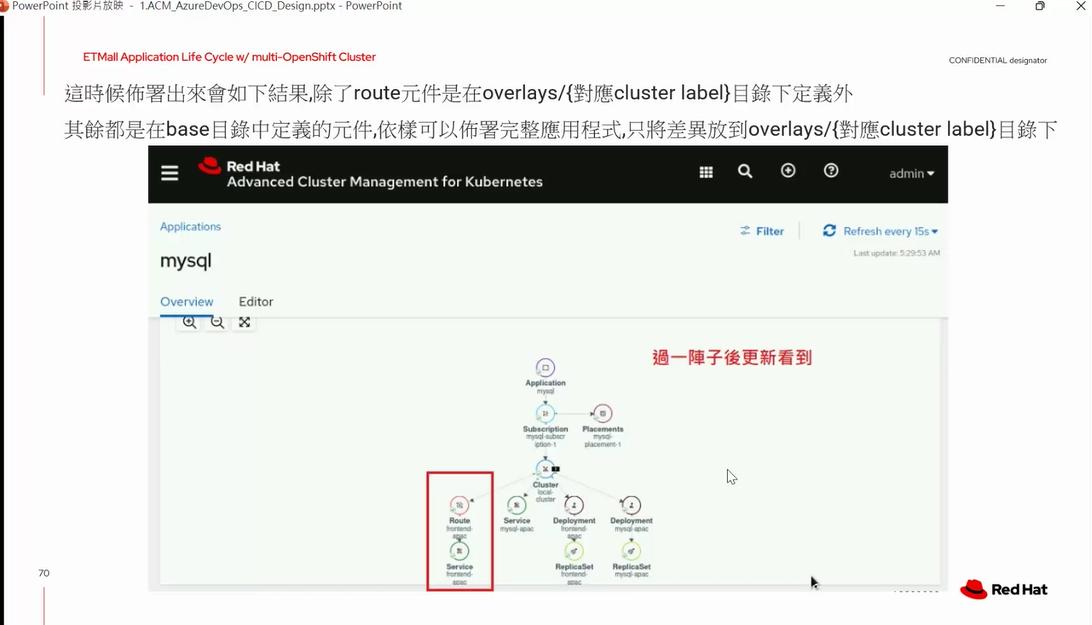 PowerPoint 投影片放映 - 1.ACM_AzureDevOps_CICD_Design.pptx - PowerPoint
ETMall Application Life Cycle w/ multi-OpenShift Cluster
CONFIDENTIAL designator
這時候佈署出來會如下結果,除了route元件是在overlays/{對應cluster label}目錄下定義外
其餘都是在base目錄中定義的元件,依樣可以佈署完整應用程式,只將差異放到overlays/{對應cluster label}目錄下
Red Hat
Advanced Cluster Management for Kubernetes
admin
Applications
Filter
Refresh every 15s
Last update: 5:29:53 AM
mysql
Overview
Editor
過一陣子後更新看到
Application
mysql
Subscription
mysql-subscr
iption-1
Placements
mysql-
placement-1
Cluster
local-
cluster
Route
frontend-
apac
Service
mysql-apac
Deployment
frontend-
apac
Deployment
mysql-apac
Service
frontend-
apac
ReplicaSet
frontend-
apac
ReplicaSet
mysql-apac
70
Red Hat